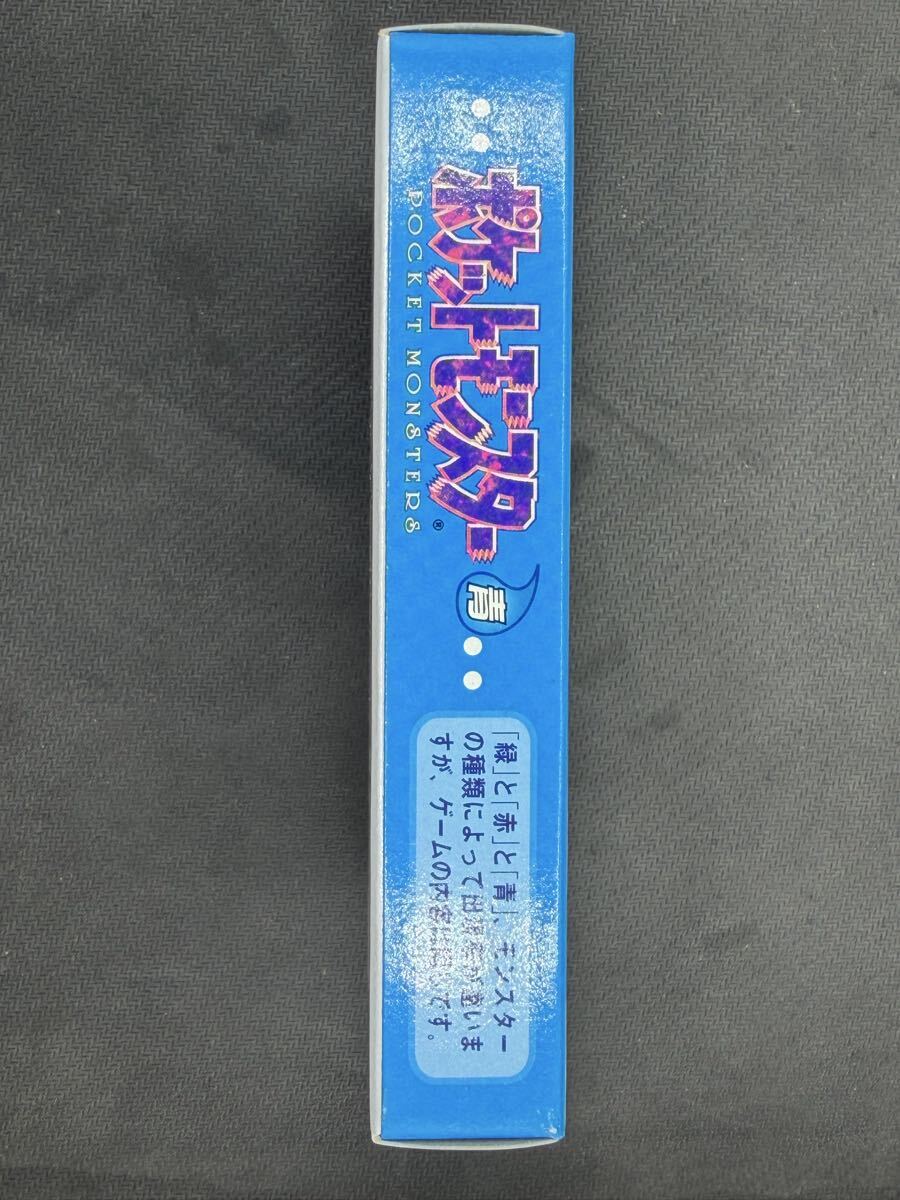 ポケットモンスター
POCKET MONSTERS®
青
「緑」と「赤」と「青」、モンスター
の種類によって出現率が違いま
すが、ゲームの内容は同じです。